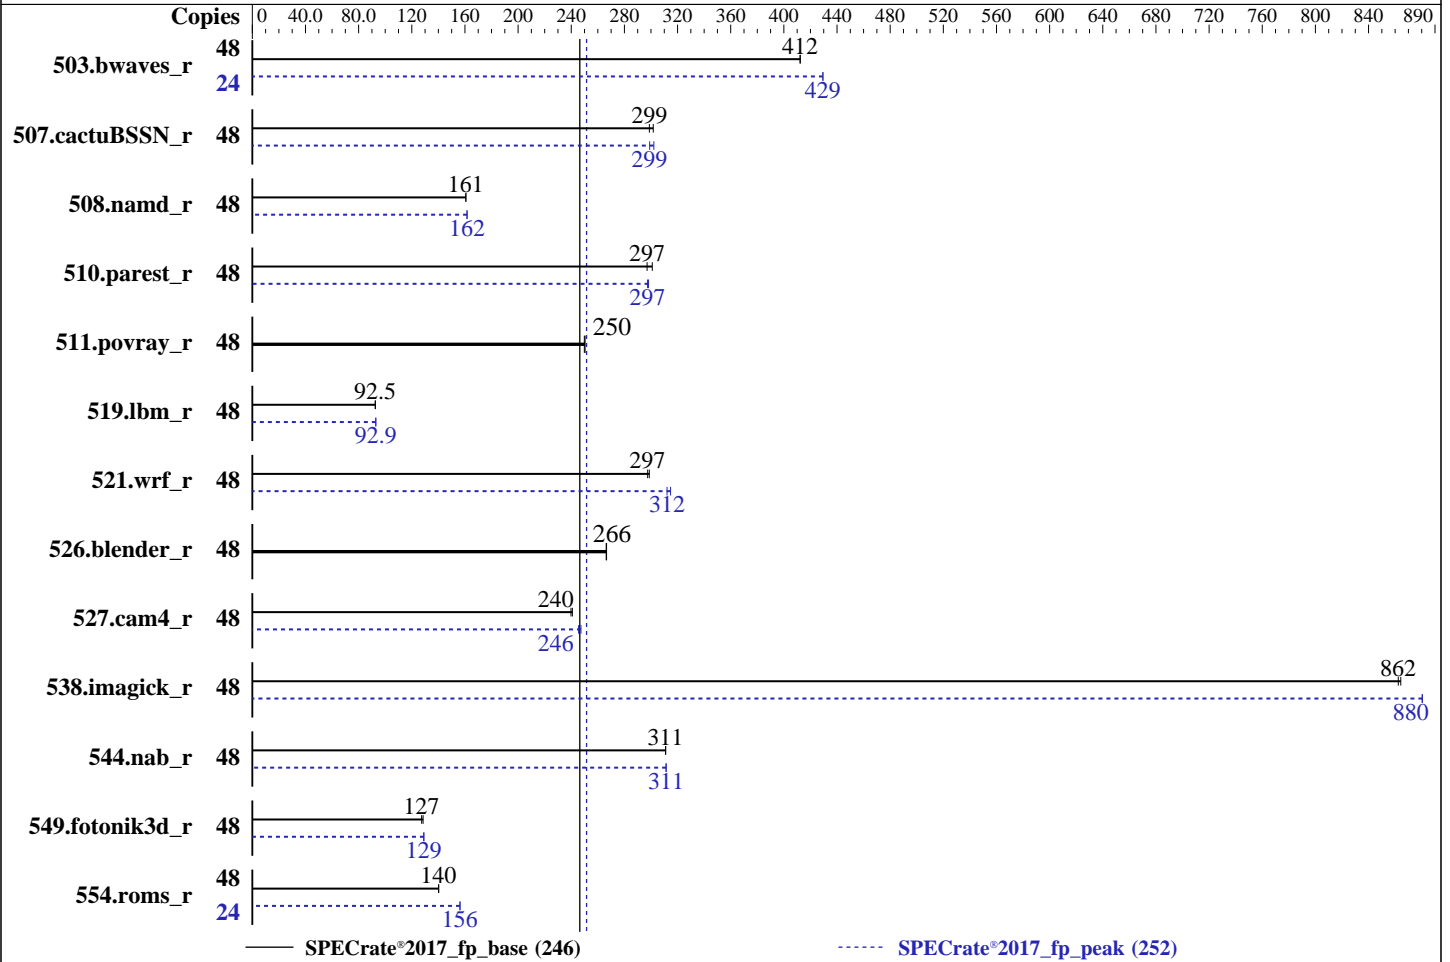 Copies 0 40.0 80.0 120 160 200 240 280 320 360 400 440 480 520 560 600 640 680 720 760 800 840 890
503.bwaves_r 48 412
24 429
507.cactuBSSN_r 48 299
299
508.namd_r 48 161
162
510.parest_r 48 297
297
511.povray_r 48 250
519.lbm_r 48 92.5
92.9
521.wrf_r 48 297
312
526.blender_r 48 266
527.cam4_r 48 240
246
538.imagick_r 48 862
880
544.nab_r 48 311
311
549.fotonik3d_r 48 127
129
554.roms_r 48 140
24 156
SPECrate®2017_fp_base (246) SPECrate®2017_fp_peak (252)